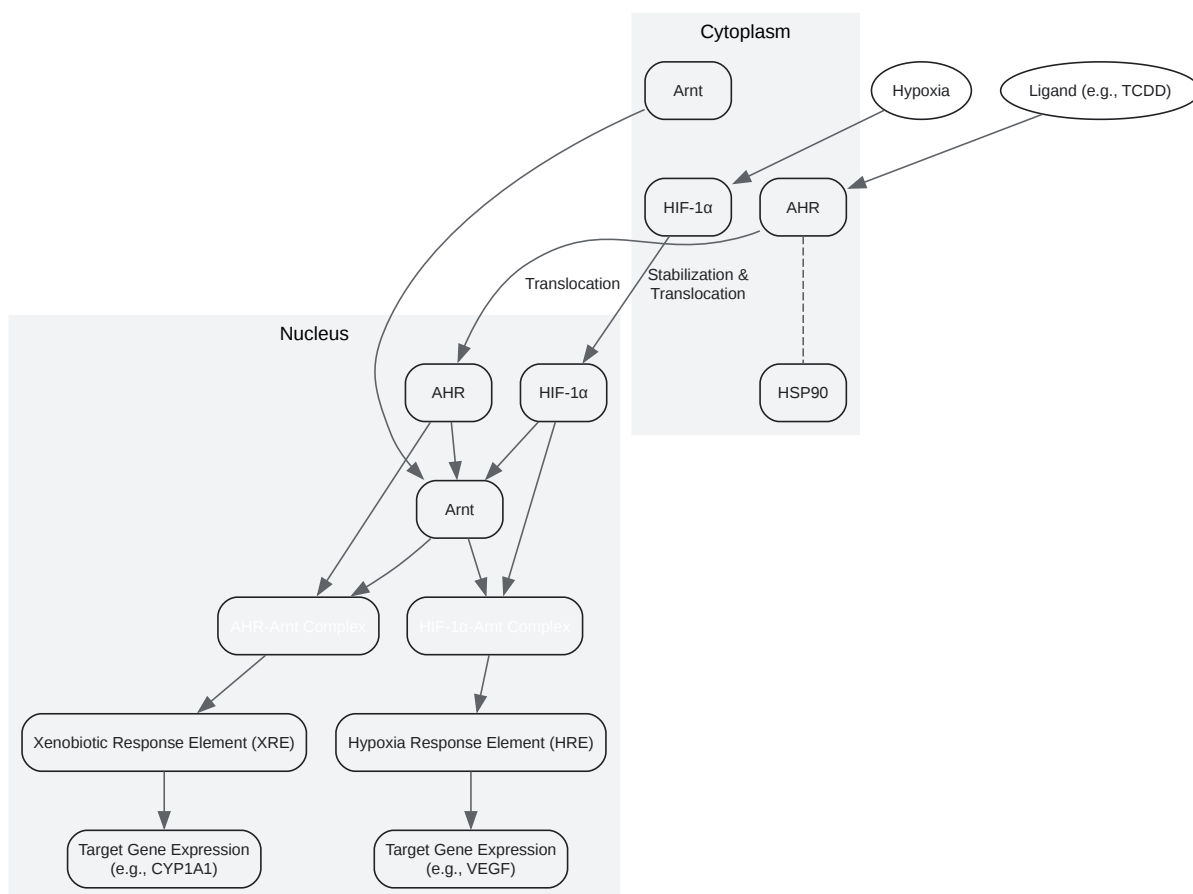 Cytoplasm
Arnt
Hypoxia
Ligand (e.g., TCDD)
HIF-1α
AHR
Translocation
Stabilization &
Translocation
Nucleus
AHR
HIF-1α
HSP90
Arnt
AHR-Arnt Complex
HIF-1α-Arnt Complex
Xenobiotic Response Element (XRE)
Hypoxia Response Element (HRE)
Target Gene Expression
(e.g., CYP1A1)
Target Gene Expression
(e.g., VEGF)